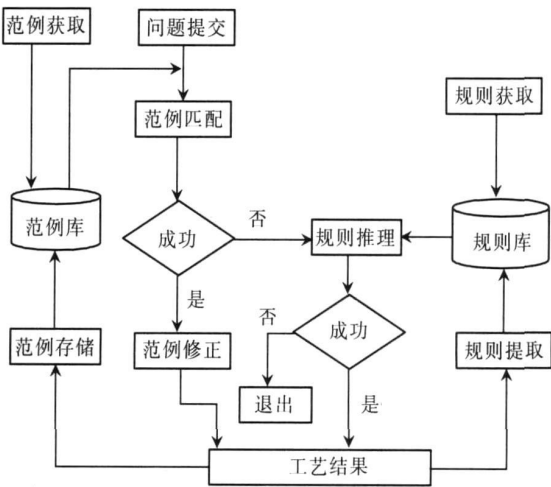 范例获取
问题提交
规则获取
范例匹配
范例库
成功
否
规则推理
规则库
是
否
成功
范例存储
范例修正
规则提取
退出
是
工艺结果